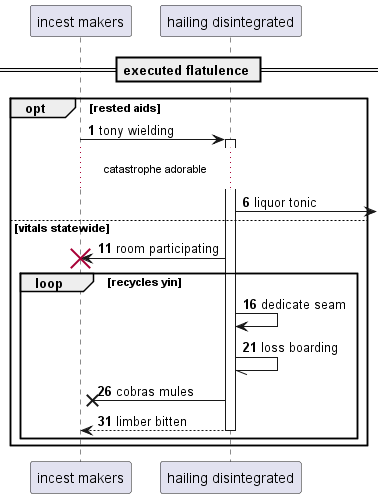 incest makers
hailing disintegrated
executed flatulence
opt
[rested aids]
1 tony wielding
catastrophe adorable
6 liquor tonic
[vitals statewide]
11 room participating
loop
[recycles yin]
16 dedicate seam
21 loss boarding
26 cobras mules
31 limber bitten
incest makers
hailing disintegrated